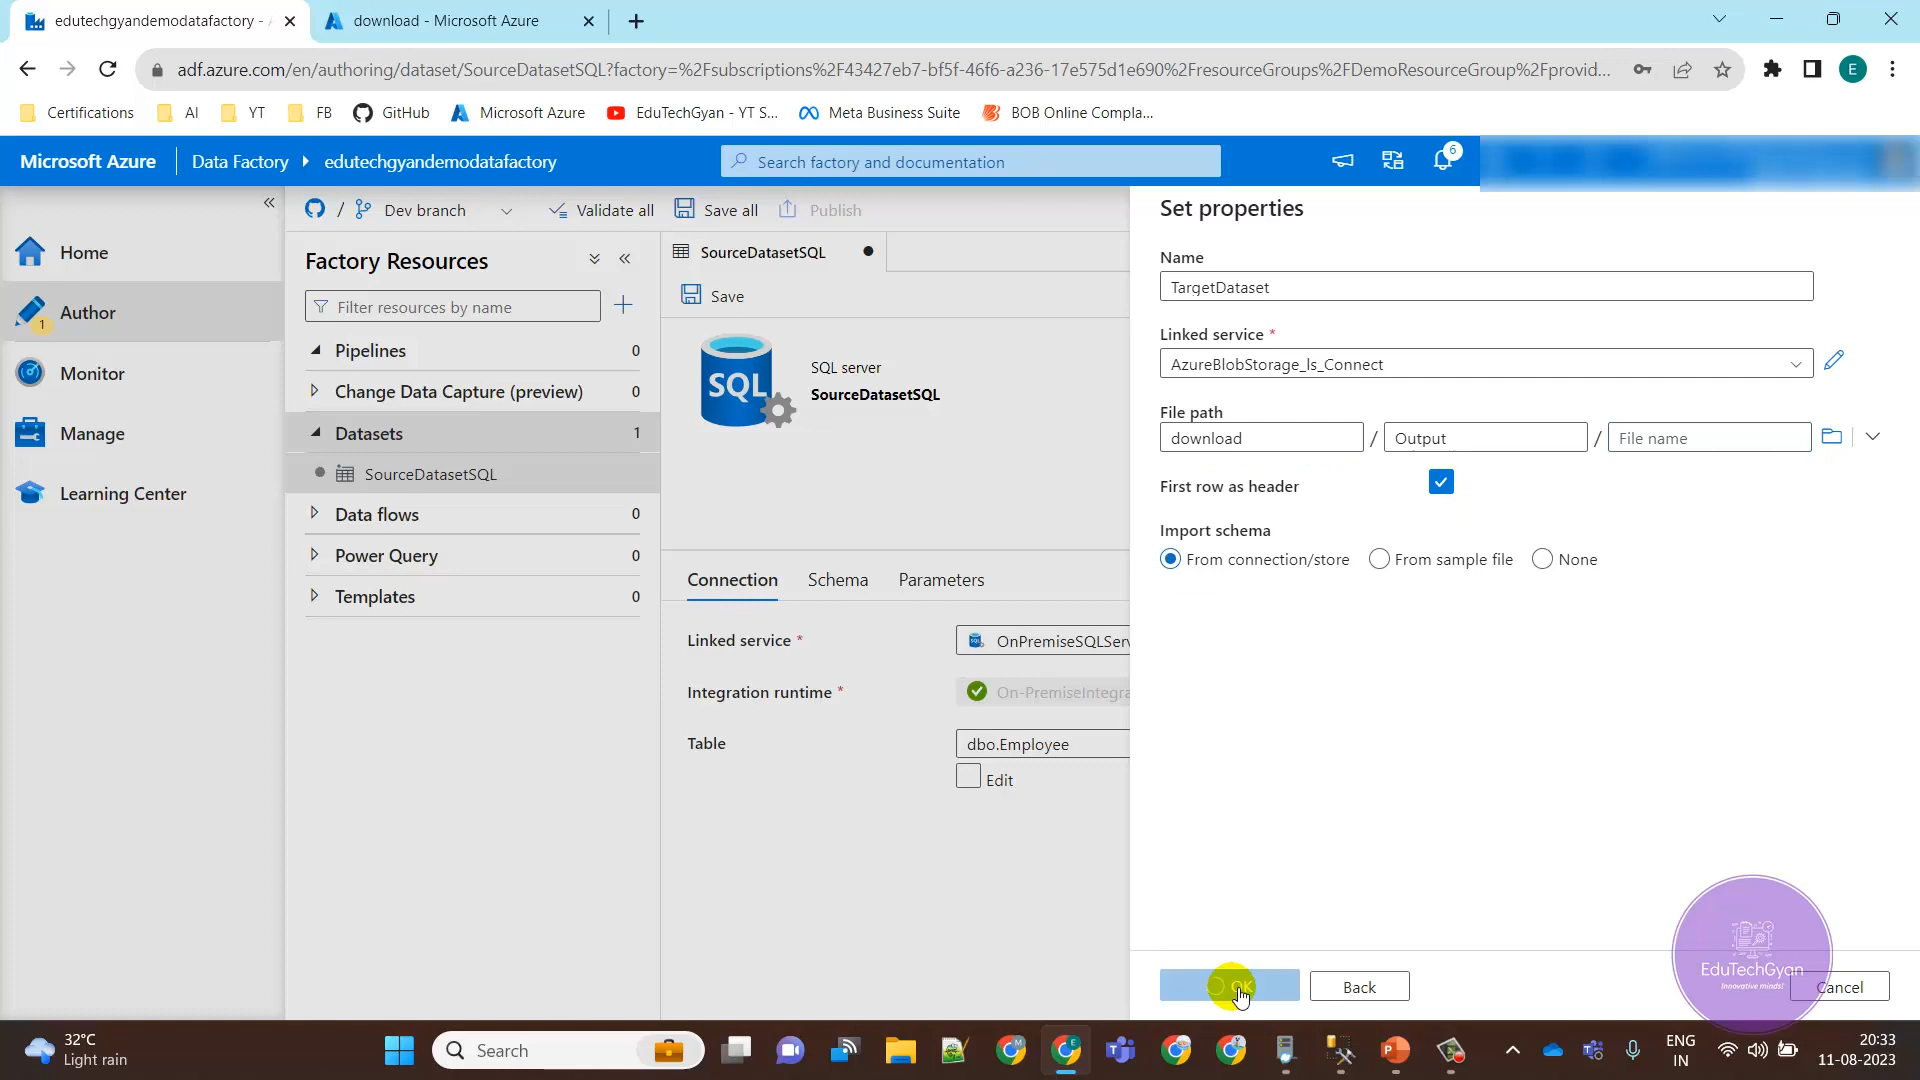 edutechgyandemodatafactory - A
download - Microsoft Azure
adf.azure.com/en/authoring/dataset/SourceDatasetSQL?factory=%2Fsubscriptions%2F43427eb7-bf5f-46f6-a236-17e575d1e690%2FresourceGroups%2FDemoResourceGroup%2Fprovid...
E
Certifications
AI
YT
FB
GitHub
Microsoft Azure
EduTechGyan - YT S...
Meta Business Suite
BOB Online Compla...
Microsoft Azure
Data Factory
edutechgyandemodatafactory
Search factory and documentation
6
Home
Author
1
Monitor
Manage
Learning Center
/ Dev branch
Validate all
Save all
Publish
Factory Resources
Filter resources by name
Pipelines 0
Change Data Capture (preview) 0
Datasets 1
SourceDatasetSQL
Data flows 0
Power Query 0
Templates 0
SourceDatasetSQL
Save
SQL
SQL server
SourceDatasetSQL
Connection
Schema
Parameters
Linked service *
OnPremiseSQLServ
Integration runtime *
On-PremiseIntegra
Table
dbo.Employee
Edit
Set properties
Name
TargetDataset
Linked service *
AzureBlobStorage_ls_Connect
File path
download / Output / File name
First row as header
Import schema
From connection/store
From sample file
None
OK
Back
Cancel
EduTechGyan
Innovative minds!
32°C
Light rain
Search
ENG
IN
20:33
11-08-2023